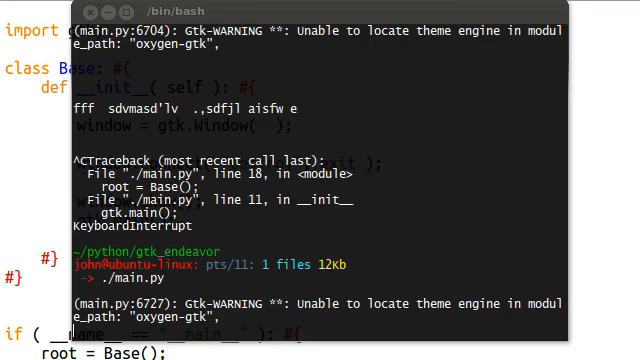 /bin/bash
(main.py:6704): Gtk-WARNING **: Unable to locate theme engine in modul
e_path: "oxygen-gtk",
fff  sdvmasd'lv  .,sdfjl aisfw e
^CTraceback (most recent call last):
  File "./main.py", line 18, in <module>
    root = Base();
  File "./main.py", line 11, in __init__
    gtk.main();
KeyboardInterrupt
~/python/gtk_endeavor
john@ubuntu-linux: pts/11: 1 files 12Kb
 -> ./main.py
(main.py:6727): Gtk-WARNING **: Unable to locate theme engine in modul
e_path: "oxygen-gtk",
import
class Base: #{
def __init__( self ): #{
window = gtk.Window(  );
exit );
#}
#}
if ( __name__ == "__main__" ): #{
root = Base();